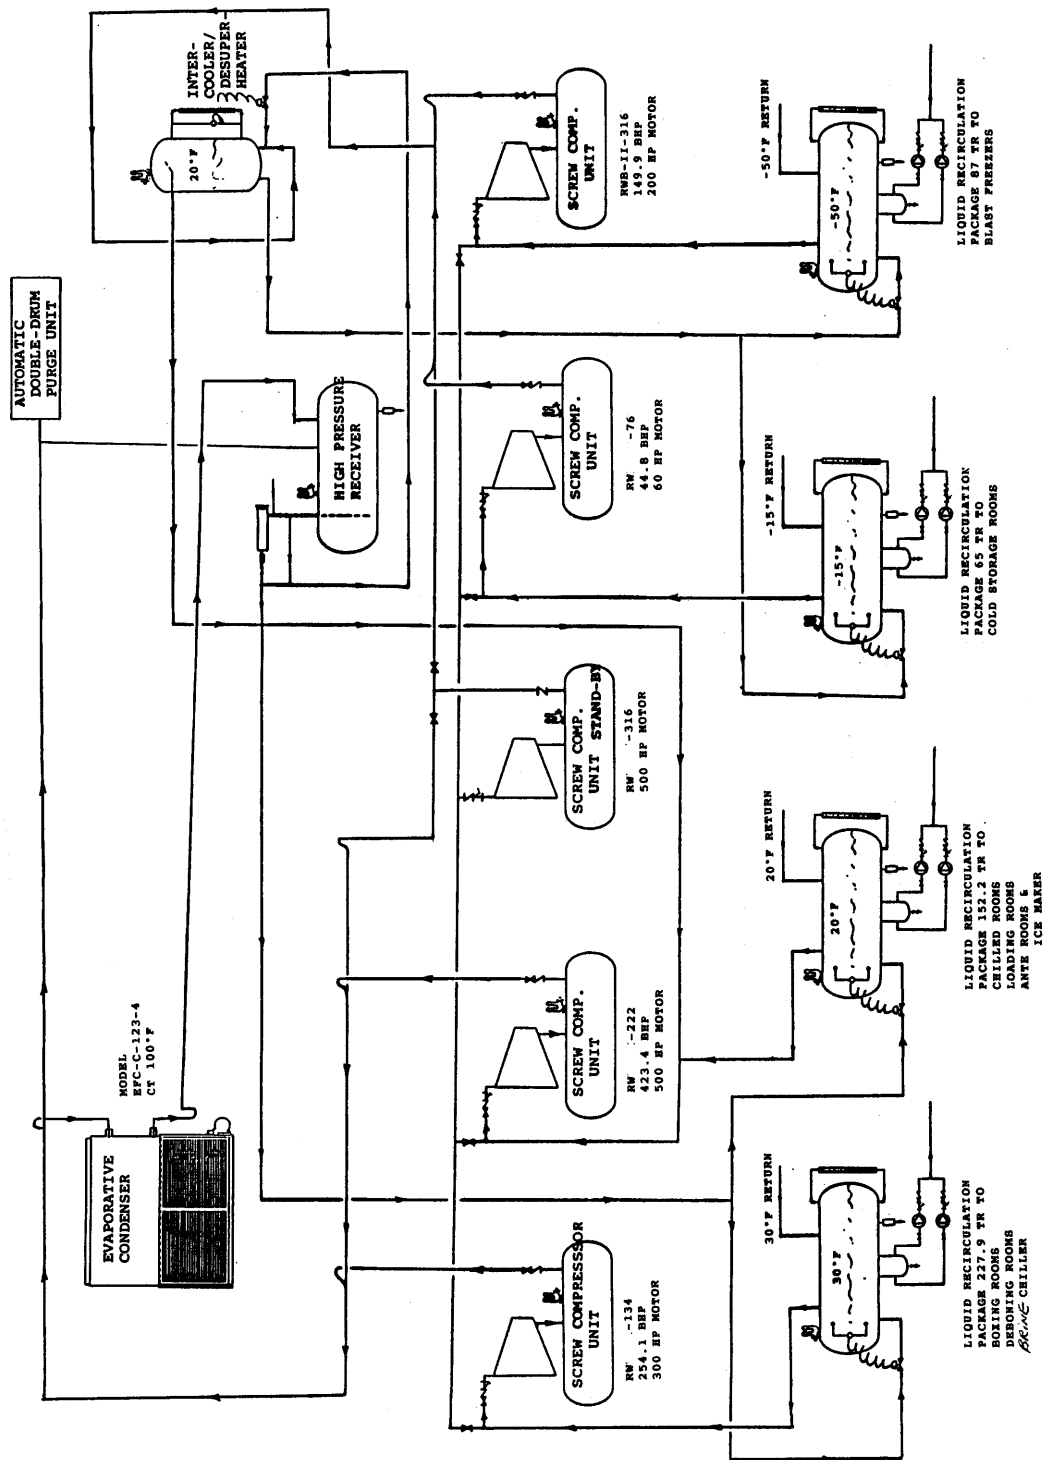 INTER-
COOLER/
DESUPER-
HEATER
20°F
AUTOMATIC
DOUBLE-DRUM
PURGE UNIT
HIGH PRESSURE
RECEIVER
MODEL
EFC-C-123-4
CT 100°F
EVAPORATIVE
CONDENSER
SCREW COMP.
UNIT
RWB-II-316
149.9 BHP
200 HP MOTOR
SCREW COMP.
UNIT
RW -76
44.8 BHP
60 HP MOTOR
SCREW COMP.
UNIT STAND-BY
RW -316
500 HP MOTOR
SCREW COMP.
UNIT
RW -222
423.4 BHP
500 HP MOTOR
SCREW COMPRESSSOR
UNIT
RW -134
254.1 BHP
300 HP MOTOR
-50°F RETURN
-50°F
LIQUID RECIRCULATION
PACKAGE 87 TR TO
BLAST FREEZERS
-15°F RETURN
-15°F
LIQUID RECIRCULATION
PACKAGE 65 TR TO
COLD STORAGE ROOMS
20°F RETURN
20°F
LIQUID RECIRCULATION
PACKAGE 152.2 TR TO
CHILLED ROOMS
LOADING ROOMS
ANTE ROOMS &
ICE MAKER
30°F RETURN
30°F
LIQUID RECIRCULATION
PACKAGE 227.9 TR TO
BOXING ROOMS
DEBONING ROOMS
BRINE CHILLER